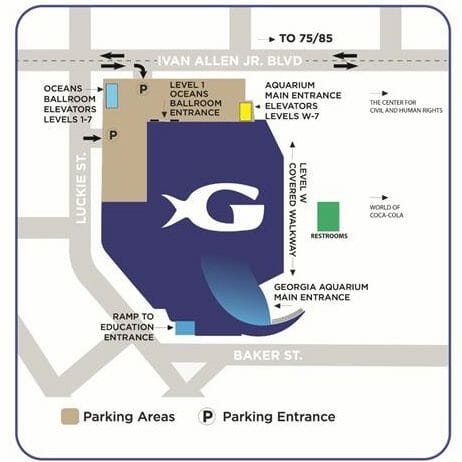 TO 75/85
IVAN ALLEN JR. BLVD
OCEANS
BALLROOM
ELEVATORS
LEVELS 1-7
P
LEVEL 1
OCEANS
BALLROOM
ENTRANCE
AQUARIUM
MAIN ENTRANCE
ELEVATORS
LEVELS W-7
THE CENTER FOR
CIVIL AND HUMAN RIGHTS
P
LUCKIE ST.
G
LEVEL W
COVERED WALKWAY
WORLD OF
COCA-COLA
RESTROOMS
GEORGIA AQUARIUM
MAIN ENTRANCE
RAMP TO
EDUCATION
ENTRANCE
BAKER ST.
Parking Areas
P Parking Entrance